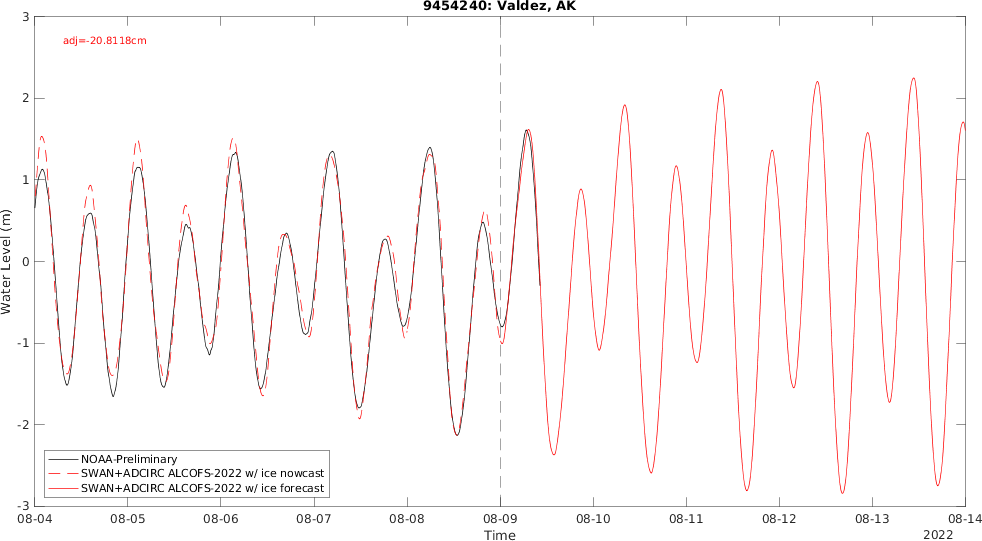 9454240: Valdez, AK
adj=-20.8118cm
3
2
1
0
-1
-2
-3
Water Level (m)
NOAA-Preliminary
SWAN+ADCIRC ALCOFS-2022 w/ ice nowcast
SWAN+ADCIRC ALCOFS-2022 w/ ice forecast
08-04 08-05 08-06 08-07 08-08 08-09 08-10 08-11 08-12 08-13 08-14
Time
2022